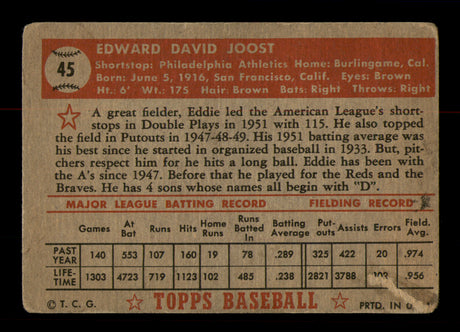 45
EDWARD DAVID JOOST
Shortstop: Philadelphia Athletics Home: Burlingame, Cal.
Born: June 5, 1916, San Francisco, Calif. Eyes: Brown
Ht.: 6' Wt.: 175 Hair: Brown Bats: Right Throws: Right
A great fielder, Eddie led the American League's short-
stops in Double Plays in 1951 with 115. He also topped
the field in Putouts in 1947-48-49. His 1951 batting average was
his best since he started in organized baseball in 1933. But, pit-
chers respect him for he hits a long ball. Eddie has been with
the A's since 1947. Before that he played for the Reds and the
Braves. He has 4 sons whose names all begin with "D".
MAJOR LEAGUE BATTING RECORD FIELDING RECORD
Games At Bat Runs Hits Home Runs Runs Batted In Batting Average Put-outs Assists Errors Field. Avg.
PAST YEAR 140 553 107 160 19 78 .289 325 422 20 .974
LIFE-TIME 1303 4723 719 1123 102 485 .238 2821 3788 .956
© T. C. G. TOPPS BASEBALL PRTD. IN